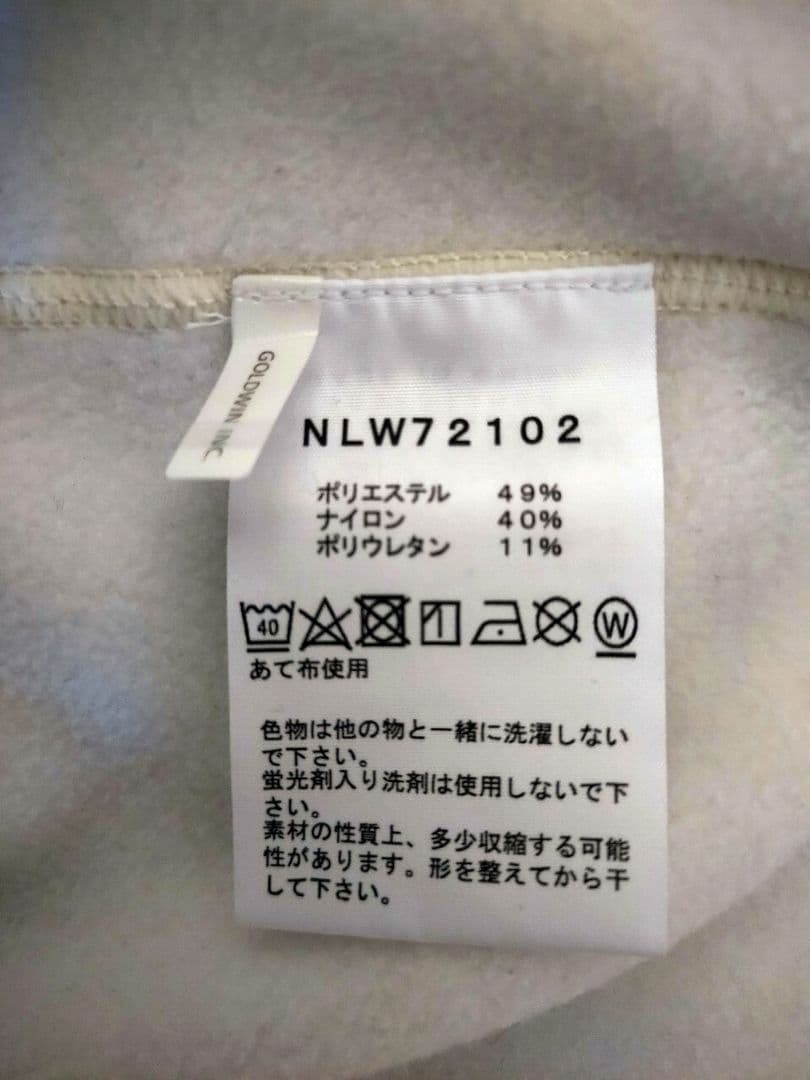 GOLDWIN INC.
NLW72102
ポリエステル 49%
ナイロン 40%
ポリウレタン 11%
40
W
あて布使用
色物は他の物と一緒に洗濯しない
で下さい。
蛍光剤入り洗剤は使用しないで下
さい。
素材の性質上、多少収縮する可能
性があります。形を整えてから干
して下さい。